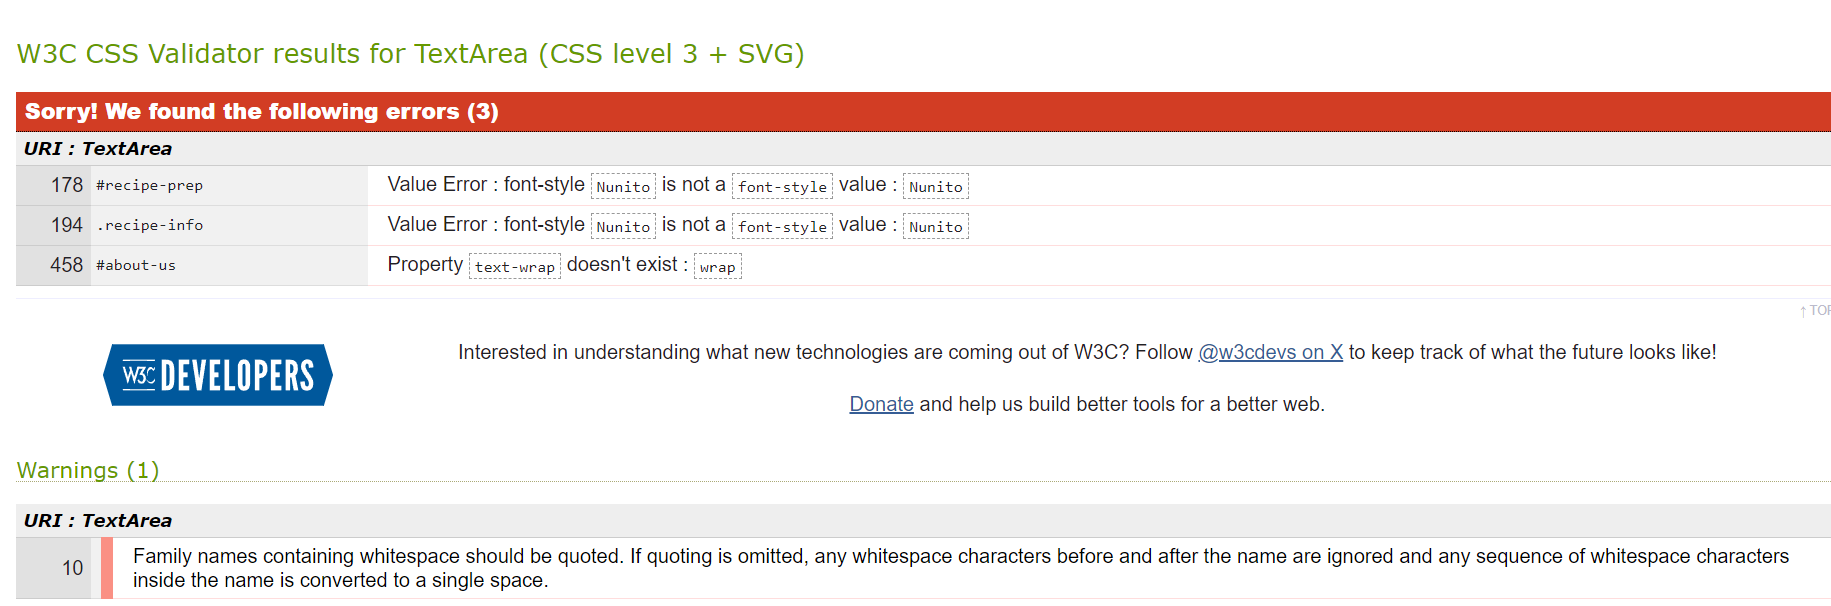 W3C CSS Validator results for TextArea (CSS level 3 + SVG)
Sorry! We found the following errors (3)
URI : TextArea
178 #recipe-prep Value Error : font-style Nunito is not a font-style value : Nunito
194 .recipe-info Value Error : font-style Nunito is not a font-style value : Nunito
458 #about-us Property text-wrap doesn't exist : wrap
↑ TOP
W3C DEVELOPERS
Interested in understanding what new technologies are coming out of W3C? Follow @w3cdevs on X to keep track of what the future looks like!
Donate and help us build better tools for a better web.
Warnings (1)
URI : TextArea
10 Family names containing whitespace should be quoted. If quoting is omitted, any whitespace characters before and after the name are ignored and any sequence of whitespace characters
inside the name is converted to a single space.